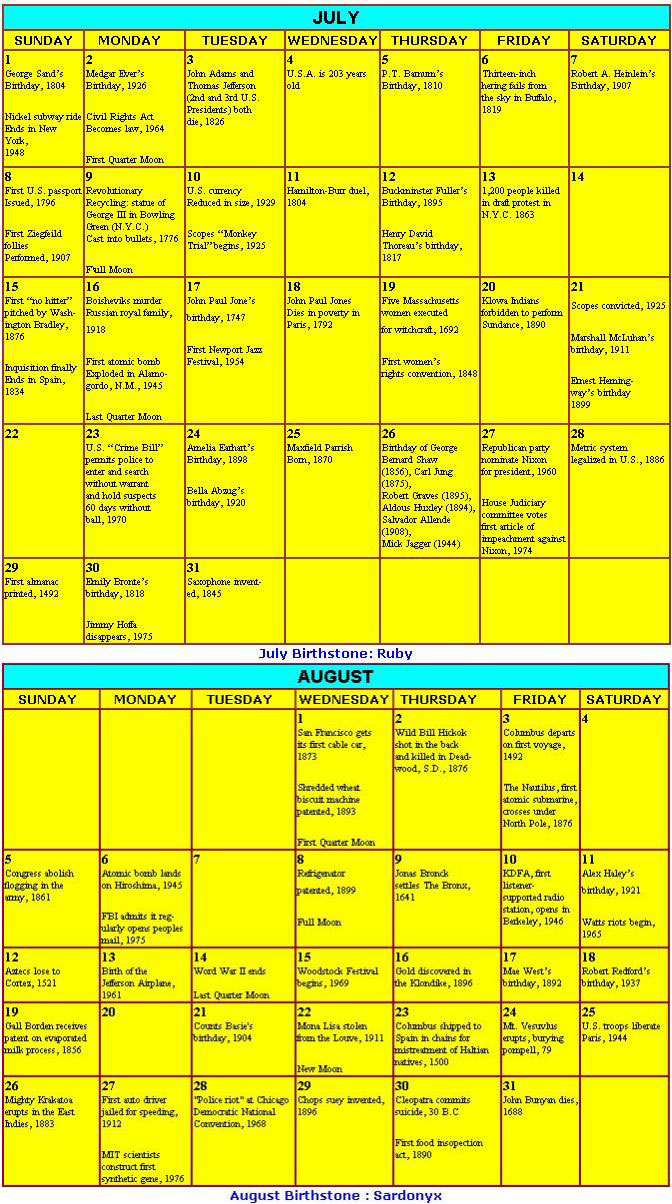 JULY
SUNDAY MONDAY TUESDAY WEDNESDAY THURSDAY FRIDAY SATURDAY
1
George Sand's
Birthday, 1804
Nickel subway ride
Ends in New
York,
1948
2
Medgar Ever's
Birthday, 1926
Civil Rights Act
Becomes law, 1964
First Quarter Moon
3
John Adams and
Thomas Jefferson
(2nd and 3rd U.S.
Presidents) both
die, 1826
4
U.S.A. is 203 years
old
5
P.T. Barnum's
Birthday, 1810
6
Thirteen-inch
hering fails from
the sky in Buffalo,
1819
7
Robert A. Heinlein's
Birthday, 1907
8
First U.S. passport
Issued, 1796
First Ziegfeild
follies
Performed, 1907
9
Revolutionary
Recycling: statue of
George III in Bowling
Green (N.Y.C.)
Cast into bullets, 1776
Full Moon
10
U.S. currency
Reduced in size, 1929
Scopes "Monkey
Trial"begins, 1925
11
Hamilton-Burr duel,
1804
12
Buckminster Fuller's
Birthday, 1895
Henry David
Thoreau's birthday,
1817
13
1,200 people killed
in draft protest in
N.Y.C. 1863
14
15
First "no hitter"
pitched by Wash-
ington Bradley,
1876
Inquisition finally
Ends in Spain,
1834
16
Boisheviks murder
Russian royal family,
1918
First atomic bomb
Exploded in Alamo-
gordo, N.M., 1945
Last Quarter Moon
17
John Paul Jone's
birthday, 1747
First Newport Jazz
Festival, 1954
18
John Paul Jones
Dies in poverty in
Paris, 1792
19
Five Massachusetts
women executed
for witchcraft, 1692
First women's
rights convention, 1848
20
Klowa Indians
forbidden to perform
Sundance, 1890
21
Scopes convicted, 1925
Marshall McLuhan's
birthday, 1911
Ernest Heming-
way's birthday
1899
22
23
U.S. "Crime Bill"
permits police to
enter and search
without warrant
and hold suspects
60 days without
ball, 1970
24
Amelia Earhart's
Birthday, 1898
Bella Abzug's
birthday, 1920
25
Maxfield Parrish
Born, 1870
26
Birthday of George
Bernard Shaw
(1856), Carl Jung
(1875),
Robert Graves (1895),
Aldous Huxley (1894),
Salvador Allende
(1908),
Mick Jagger (1944)
27
Republican party
nominate Nixon
for president, 1960
House Judiciary
committee votes
first article of
impeachment against
Nixon, 1974
28
Metric system
legalized in U.S., 1886
29
First almanac
printed, 1492
30
Emily Bronte's
birthday, 1818
Jimmy Hoffa
disappears, 1975
31
Saxophone invent-
ed, 1845
July Birthstone: Ruby
AUGUST
SUNDAY MONDAY TUESDAY WEDNESDAY THURSDAY FRIDAY SATURDAY
1
San Francisco gets
its first cable car,
1873
Shredded wheat
biscuit machine
patented, 1893
First Quarter Moon
2
Wild Bill Hickok
shot in the back
and killed in Dead-
wood, S.D., 1876
3
Columbus departs
on first voyage,
1492
The Nautilus, first
atomic submarine,
crosses under
North Pole, 1876
4
5
Congress abolish
flogging in the
army, 1861
6
Atomic bomb lands
on Hiroshima, 1945
FBI admits it reg-
ularly opens peoples
mail, 1975
7
8
Refrigerator
patented, 1899
Full Moon
9
Jonas Bronck
settles The Bronx,
1641
10
KDFA, first
listener-
supported radio
station, opens in
Berkeley, 1946
11
Alex Haley's
birthday, 1921
Watts riots begin,
1965
12
Aztecs lose to
Cortez, 1521
13
Birth of the
Jefferson Airplane,
1961
14
Word War II ends
Last Quarter Moon
15
Woodstock Festival
begins, 1969
16
Gold discovered in
the Klondike, 1896
17
Mae West's
birthday, 1892
18
Robert Redford's
birthday, 1937
19
Gall Borden receives
patent on evaporated
milk process, 1856
20
21
Counts Basie's
birthday, 1904
22
Mona Lisa stolen
from the Louve, 1911
New Moon
23
Columbus shipped to
Spain in chains for
mistreatment of Haltian
natives, 1500
24
Mt. Vesuvlus
erupts, burying
pompell, 79
25
U.S. troops liberate
Paris, 1944
26
Mighty Krakatoa
erupts in the East
Indies, 1883
27
First auto driver
jailed for speeding,
1912
MIT scientists
construct first
synthetic gene, 1976
28
"Police riot" at Chicago
Democratic National
Convention, 1968
29
Chops suey invented,
1896
30
Cleopatra commits
suicide, 30 B.C
First food insopection
act, 1890
31
John Bunyan dies,
1688
August Birthstone : Sardonyx